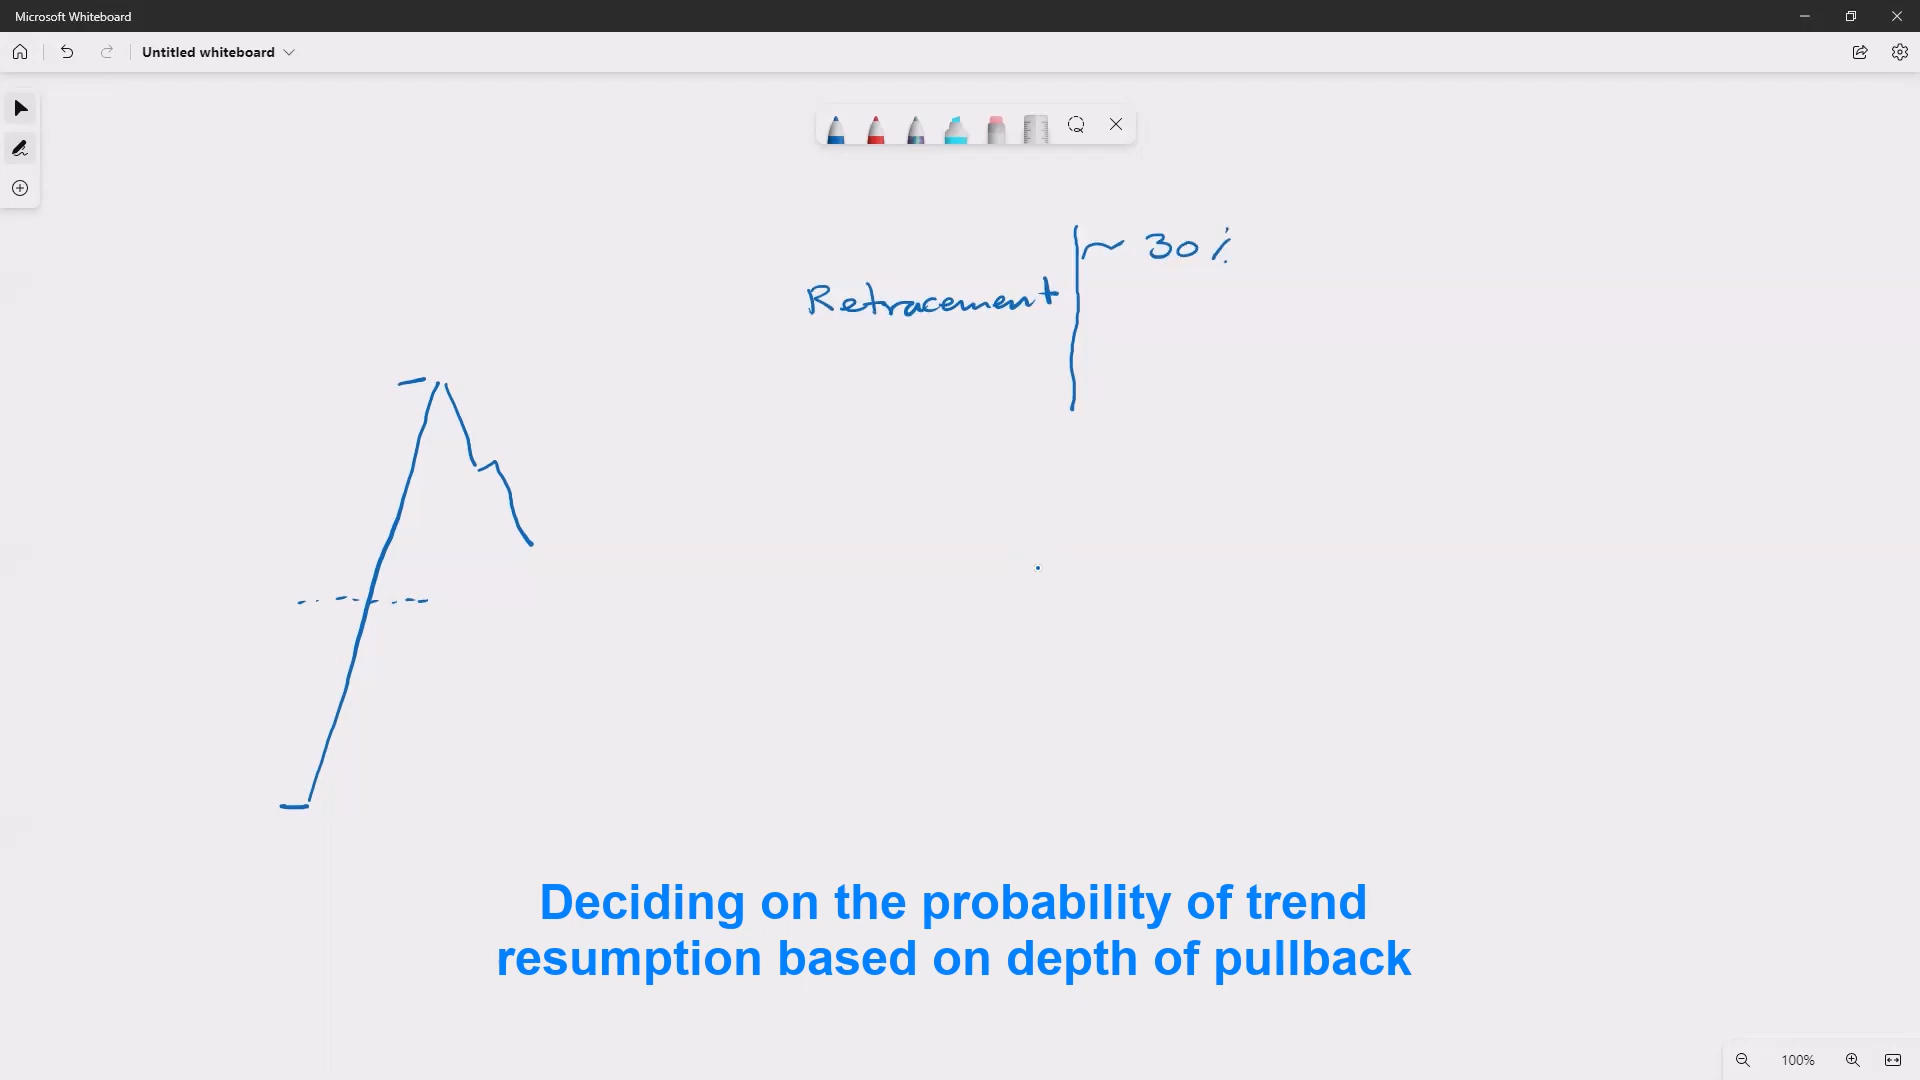 Microsoft Whiteboard
Untitled whiteboard
~ 30 %
Retracement
Deciding on the probability of trend
resumption based on depth of pullback
100%